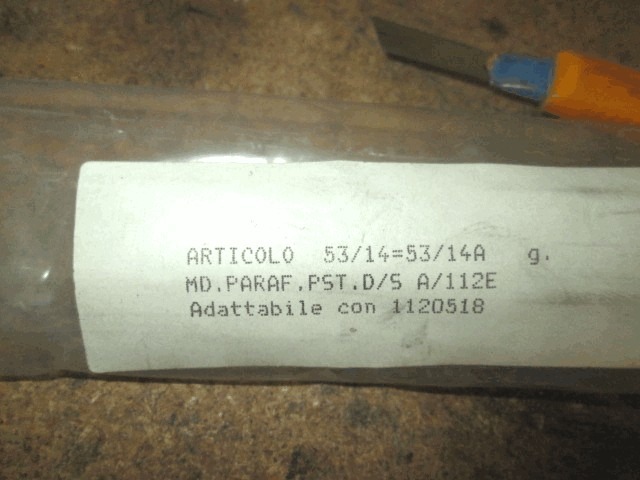 ARTICOLO 53/14=53/14A g.
MD.PARAF.PST.D/S A/112E
Adattabile con 1120518